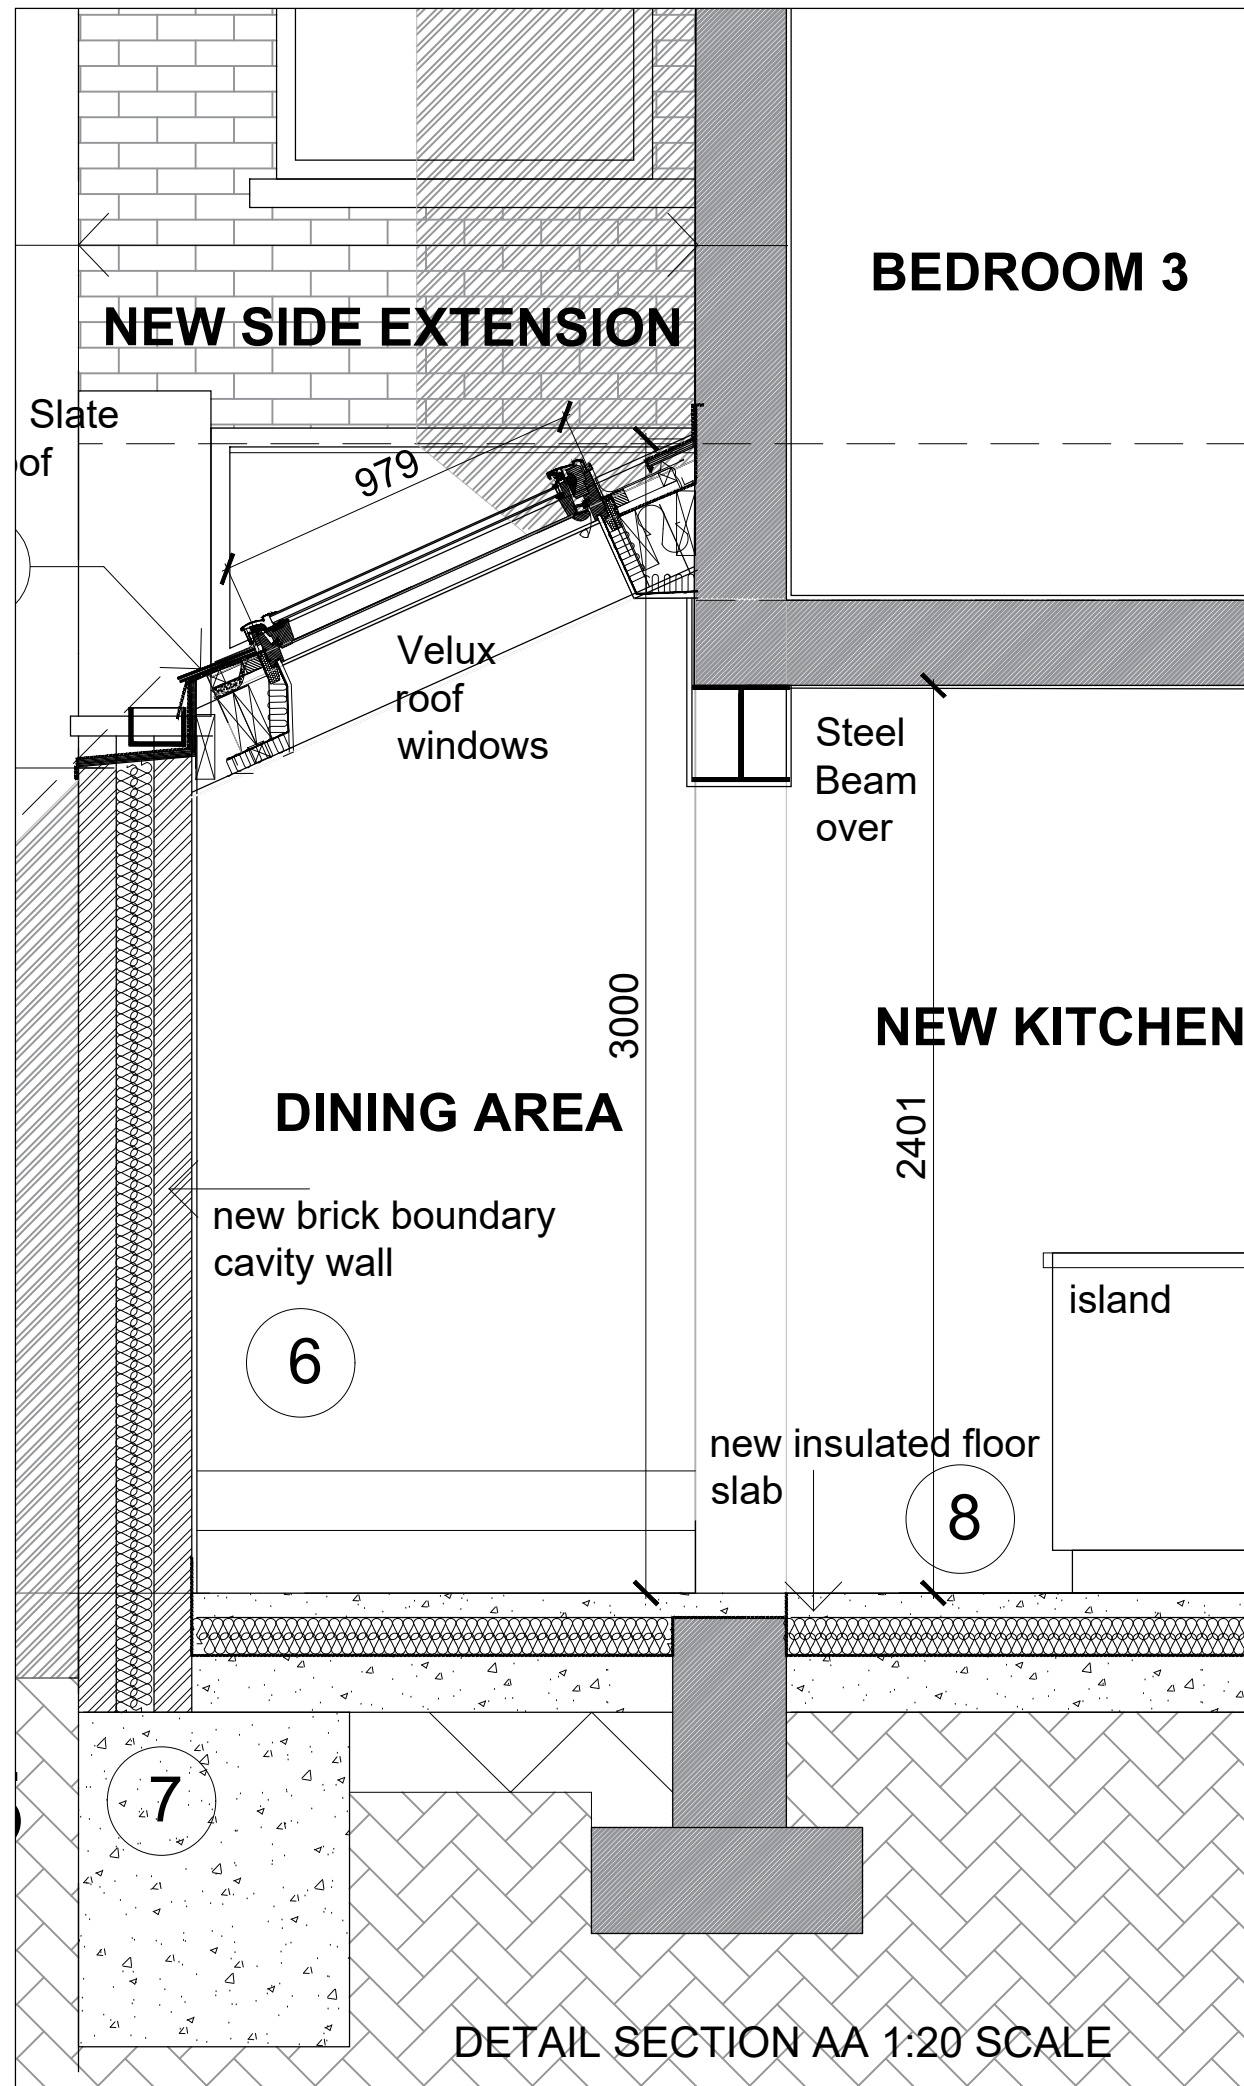 BEDROOM 3
NEW SIDE EXTENSION
Slate
of
979
Velux
roof
windows
Steel
Beam
over
3000
NEW KITCHEN
DINING AREA
2401
new brick boundary
cavity wall
island
6
new insulated floor
slab
8
7
DETAIL SECTION AA 1:20 SCALE